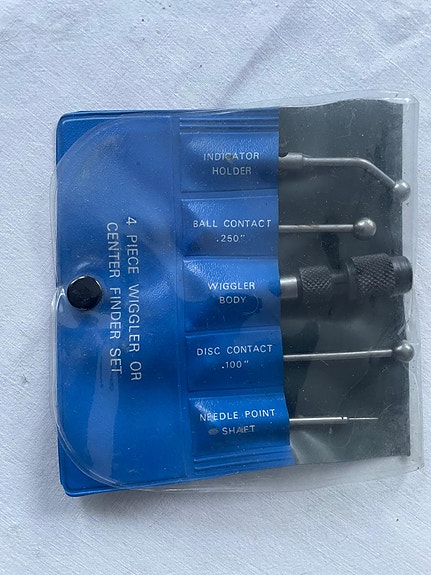 4 PIECE WIGGLER OR
CENTER FINDER SET
INDICATOR
HOLDER
BALL CONTACT
.250"
WIGGLER
BODY
DISC CONTACT
.100"
NEEDLE POINT
SHAFT